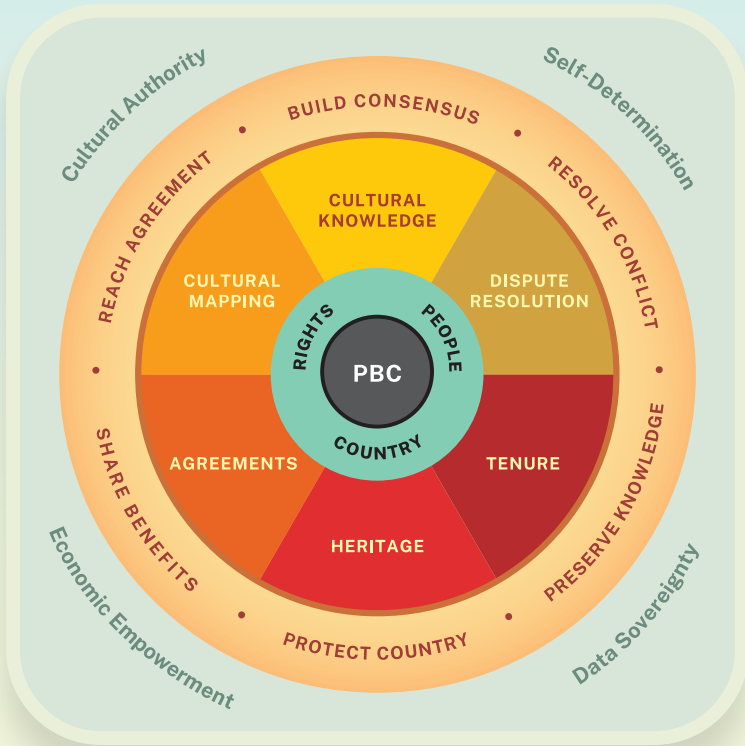 Cultural Authority
Self-Determination
BUILD CONSENSUS
REACH AGREEMENT
RESOLVE CONFLICT
CULTURAL
KNOWLEDGE
CULTURAL
MAPPING
DISPUTE
RESOLUTION
RIGHTS
PEOPLE
PBC
COUNTRY
AGREEMENTS
TENURE
HERITAGE
SHARE BENEFITS
PRESERVE KNOWLEDGE
PROTECT COUNTRY
Economic Empowerment
Data Sovereignty